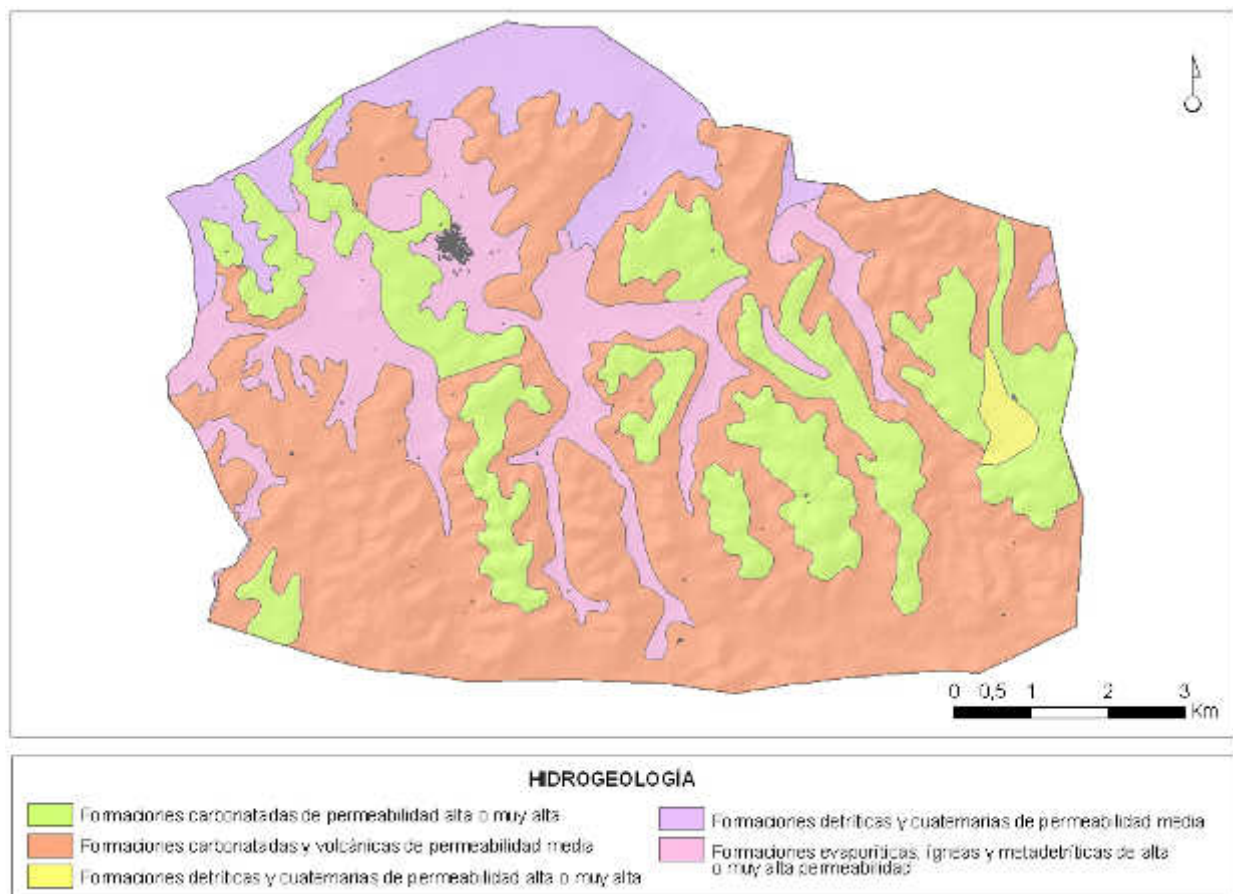 0 0,5 1 2 3
Km
HIDROGEOLOGÍA
Formaciones carbonatadas de permeabilidad alta o muy alta
Formaciones carbonatadas y volcánicas de permeabilidad media
Formaciones detríticas y cuaternarias de permeabilidad alta o muy alta
Formaciones detríticas y cuaternarias de permeabilidad media
Formaciones evaporíticas, ígneas y metadetríticas de alta
o muy alta permeabilidad